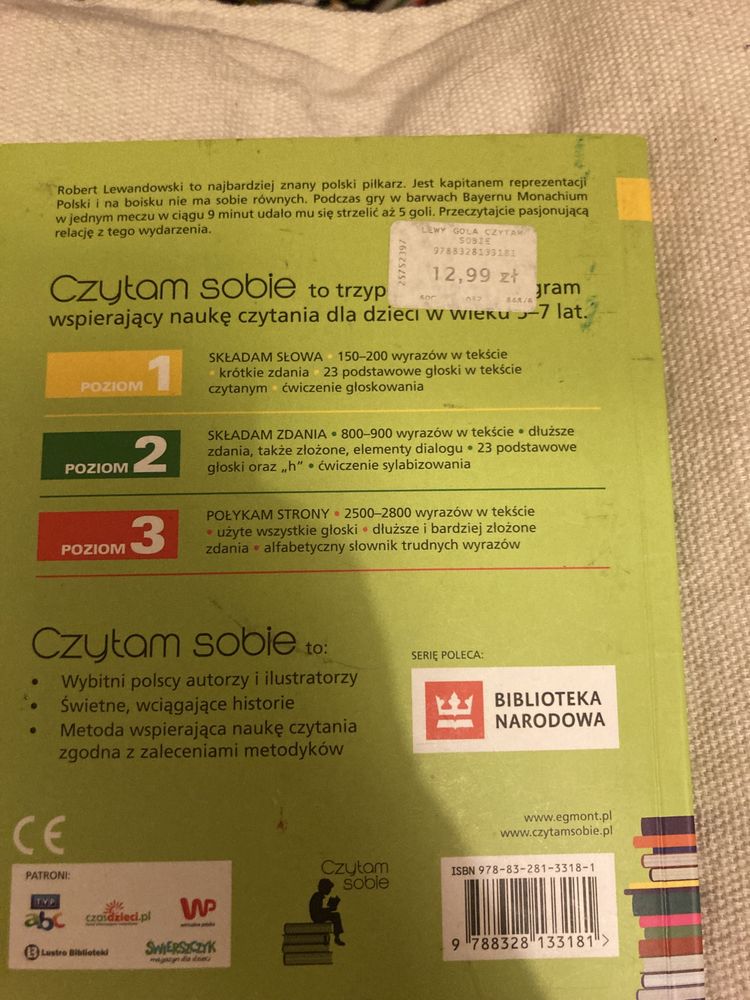 Robert Lewandowski to najbardziej znany polski piłkarz. Jest kapitanem reprezentacji
Polski i na boisku nie ma sobie równych. Podczas gry w barwach Bayernu Monachium
w jednym meczu w ciągu 9 minut udało mu się strzelić aż 5 goli. Przeczytajcie pasjonującą
relację z tego wydarzenia.
LEWY GOLA CZYTAM
SOBIE
9788328133181
25752397
12,99 zł
Czytam sobie to trzyp gram
wspierający naukę czytania dla dzieci w wieku 5–7 lat.
POZIOM 1
SKŁADAM SŁOWA • 150–200 wyrazów w tekście
• krótkie zdania • 23 podstawowe głoski w tekście
czytanym • ćwiczenie głoskowania
POZIOM 2
SKŁADAM ZDANIA • 800–900 wyrazów w tekście • dłuższe
zdania, także złożone, elementy dialogu • 23 podstawowe
głoski oraz „h” • ćwiczenie sylabizowania
POZIOM 3
POŁYKAM STRONY • 2500–2800 wyrazów w tekście
• użyte wszystkie głoski • dłuższe i bardziej złożone
zdania • alfabetyczny słownik trudnych wyrazów
Czytam sobie to:
• Wybitni polscy autorzy i ilustratorzy
• Świetne, wciągające historie
• Metoda wspierająca naukę czytania
zgodna z zaleceniami metodyków
SERIĘ POLECA:
BIBLIOTEKA
NARODOWA
www.egmont.pl
www.czytamsobie.pl
CE
PATRONI:
TVP
abc
czasdzieci.pl
WP
Lustro Biblioteki
ŚWIERSZCZYK
magazyn dla dzieci
Czytam
sobie
ISBN 978-83-281-3318-1
9 788328 133181 >